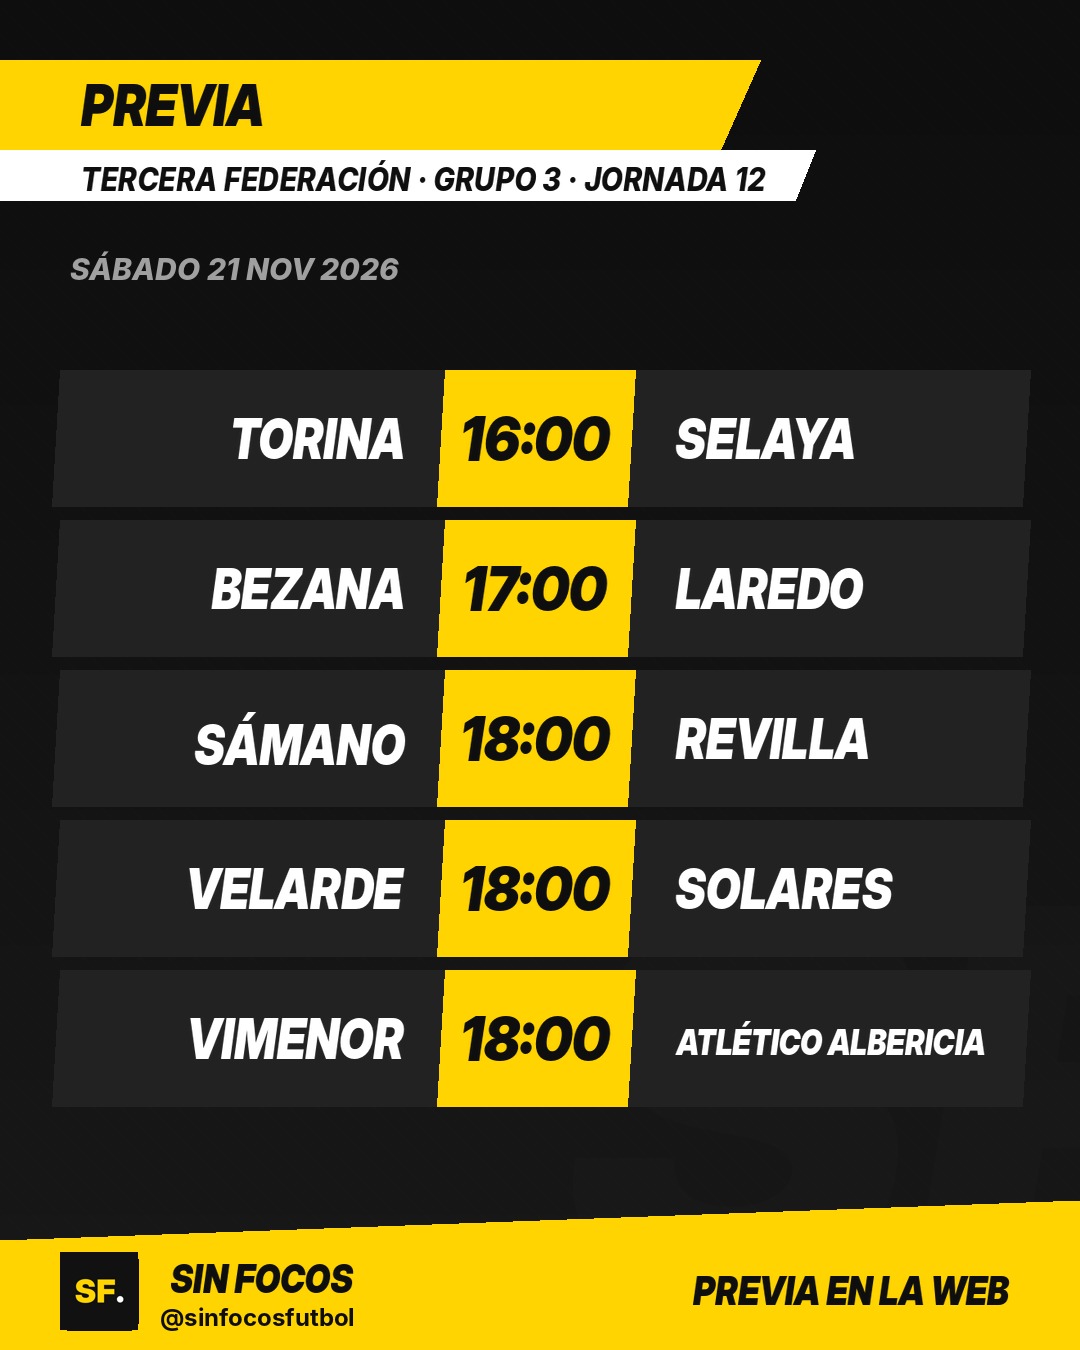 PREVIA
TERCERA FEDERACIÓN · GRUPO 3 · JORNADA 12
SÁBADO 21 NOV 2026
TORINA 16:00 SELAYA
BEZANA 17:00 LAREDO
SÁMANO 18:00 REVILLA
VELARDE 18:00 SOLARES
VIMENOR 18:00 ATLÉTICO ALBERICIA
SF.
SIN FOCOS
@sinfocosfutbol
PREVIA EN LA WEB